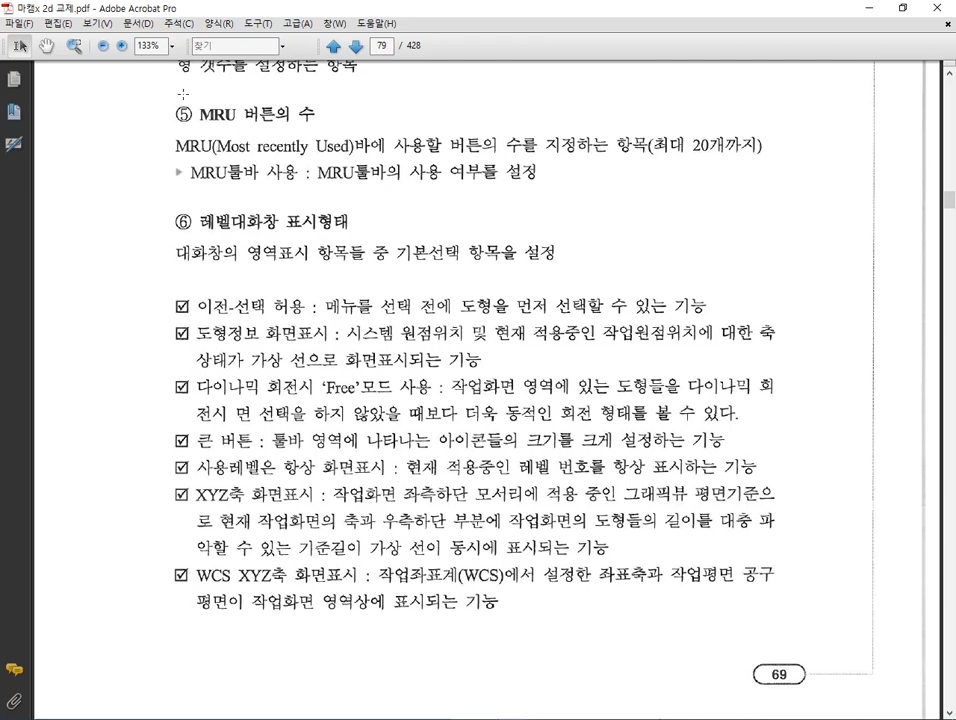 마캠x 2d 교제.pdf - Adobe Acrobat Pro
파일(F) 편집(E) 보기(V) 문서(D) 주석(C) 양식(R) 도구(T) 고급(A) 창(W) 도움말(H)
133% 찾기 79 / 428
형 갯수를 설정하는 항목
⑤ MRU 버튼의 수
MRU(Most recently Used)바에 사용할 버튼의 수를 지정하는 항목(최대 20개까지)
▸ MRU툴바 사용 : MRU툴바의 사용 여부를 설정
⑥ 레벨대화창 표시형태
대화창의 영역표시 항목들 중 기본선택 항목을 설정
☑ 이전-선택 허용 : 메뉴를 선택 전에 도형을 먼저 선택할 수 있는 기능
☑ 도형정보 화면표시 : 시스템 원점위치 및 현재 적용중인 작업원점위치에 대한 축
상태가 가상 선으로 화면표시되는 기능
☑ 다이나믹 회전시 ‘Free’모드 사용 : 작업화면 영역에 있는 도형들을 다이나믹 회
전시 면 선택을 하지 않았을 때보다 더욱 동적인 회전 형태를 볼 수 있다.
☑ 큰 버튼 : 툴바 영역에 나타나는 아이콘들의 크기를 크게 설정하는 기능
☑ 사용레벨은 항상 화면표시 : 현재 적용중인 레벨 번호를 항상 표시하는 기능
☑ XYZ축 화면표시 : 작업화면 좌측하단 모서리에 적용 중인 그래픽뷰 평면기준으
로 현재 작업화면의 축과 우측하단 부분에 작업화면의 도형들의 길이를 대충 파
악할 수 있는 기준길이 가상 선이 동시에 표시되는 기능
☑ WCS XYZ축 화면표시 : 작업좌표계(WCS)에서 설정한 좌표축과 작업평면 공구
평면이 작업화면 영역상에 표시되는 기능
69